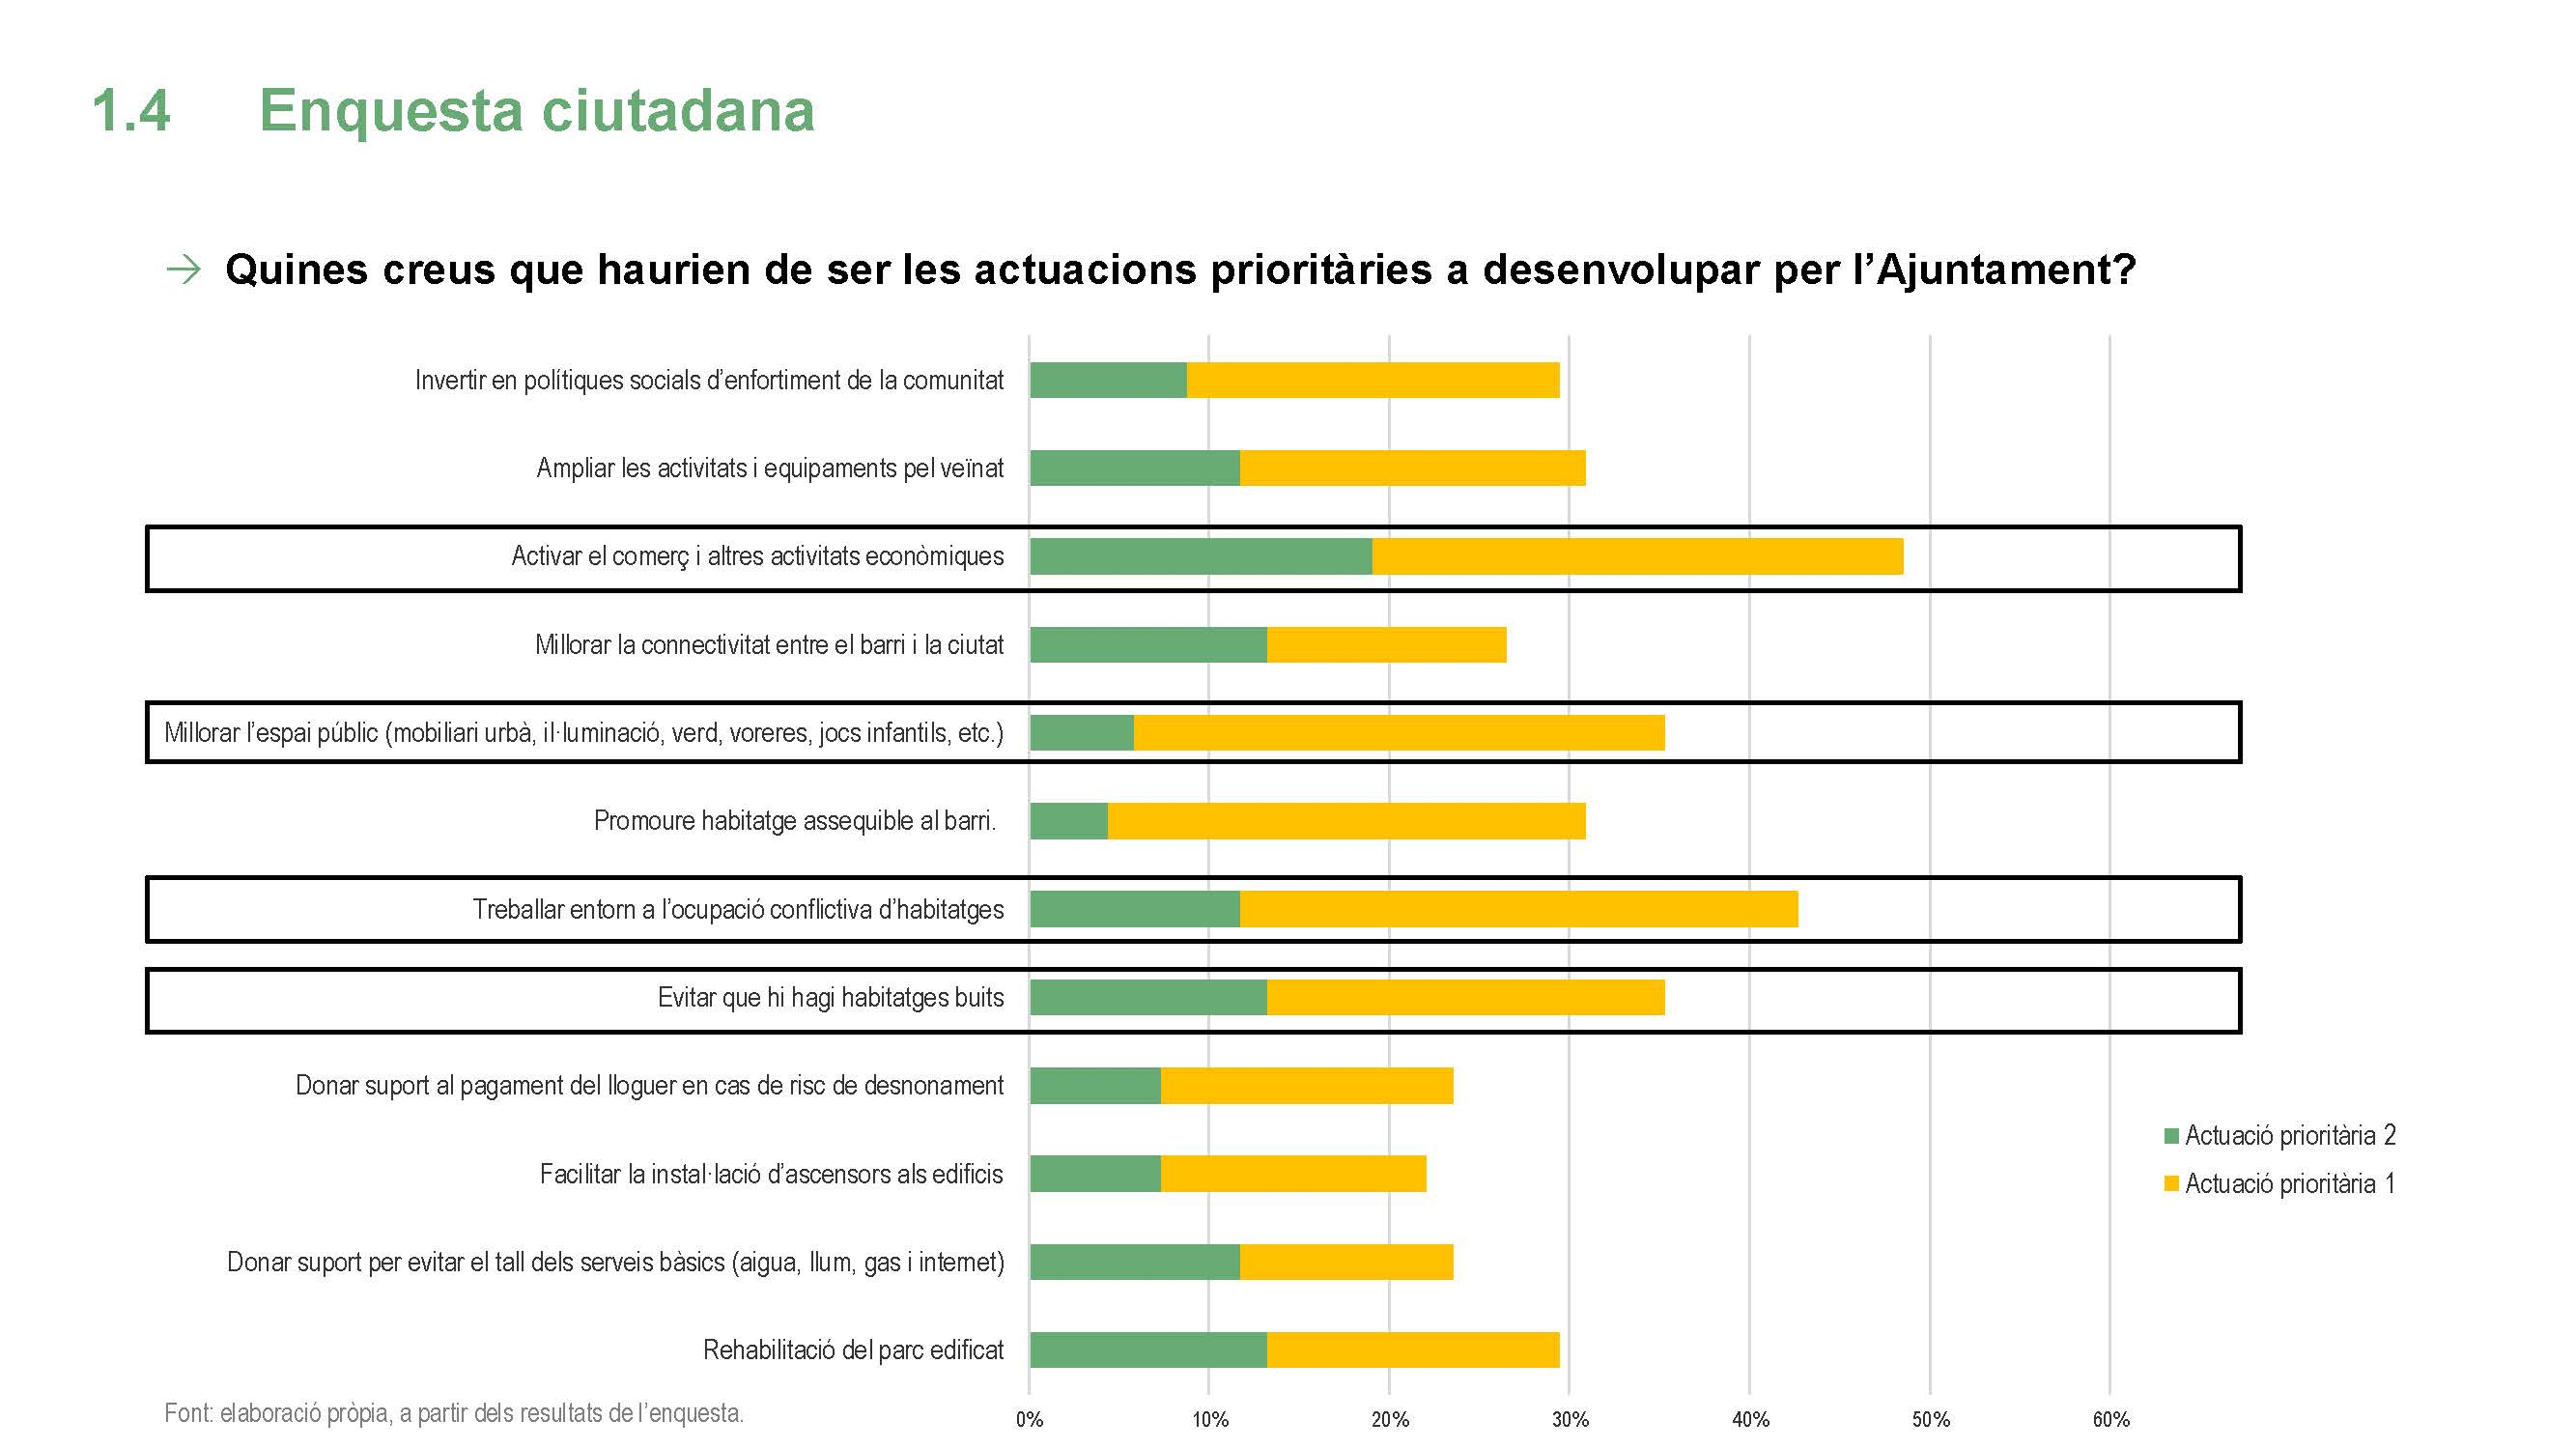 1.4 Enquesta ciutadana
→ Quines creus que haurien de ser les actuacions prioritàries a desenvolupar per l’Ajuntament?
Invertir en polítiques socials d’enfortiment de la comunitat
Ampliar les activitats i equipaments pel veïnat
Activar el comerç i altres activitats econòmiques
Millorar la connectivitat entre el barri i la ciutat
Millorar l’espai públic (mobiliari urbà, il·luminació, verd, voreres, jocs infantils, etc.)
Promoure habitatge assequible al barri.
Treballar entorn a l’ocupació conflictiva d’habitatges
Evitar que hi hagi habitatges buits
Donar suport al pagament del lloguer en cas de risc de desnonament
Facilitar la instal·lació d’ascensors als edificis
Donar suport per evitar el tall dels serveis bàsics (aigua, llum, gas i internet)
Rehabilitació del parc edificat
Actuació prioritària 2
Actuació prioritària 1
0% 10% 20% 30% 40% 50% 60%
Font: elaboració pròpia, a partir dels resultats de l’enquesta.